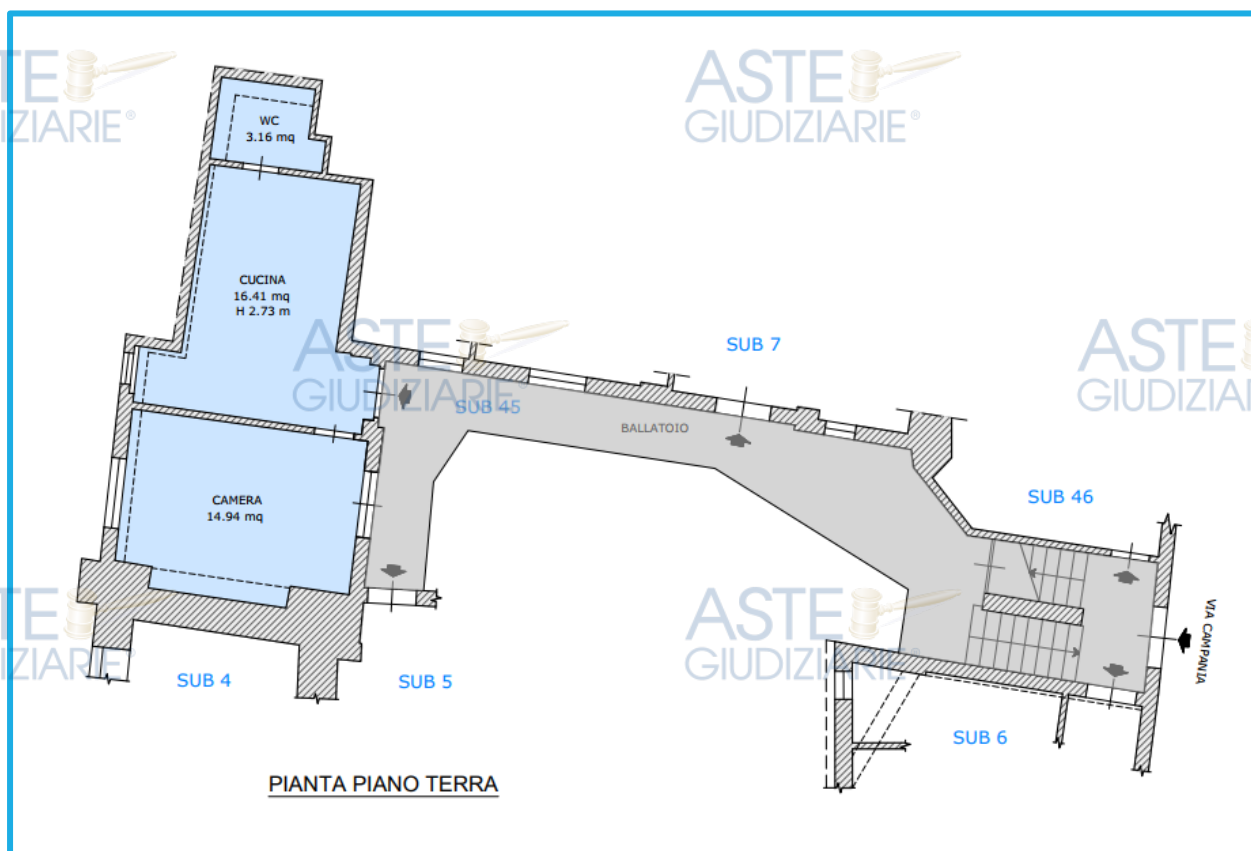 ASTE
GIUDIZIARIE®
ASTE
GIUDIZIARIE®
WC
3.16 mq
CUCINA
16.41 mq
H 2.73 m
ASTE
GIUDIZIARIE®
ASTE
GIUDIZIARIE
SUB 7
SUB 45
BALLATOIO
CAMERA
14.94 mq
SUB 46
ASTE
GIUDIZIARIE®
ASTE
GIUDIZIARIE®
VIA CAMPANIA
SUB 4
SUB 5
SUB 6
PIANTA PIANO TERRA